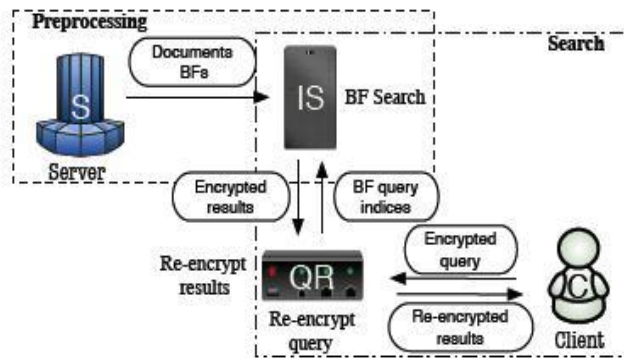 Preprocessing
Documents
BFs
Search
S
IS
BF Search
Server
Encrypted
results
BF query
indices
Encrypted
query
Re-encrypt
results
QR
C
Re-encrypt
query
Re-encrypted
results
Client